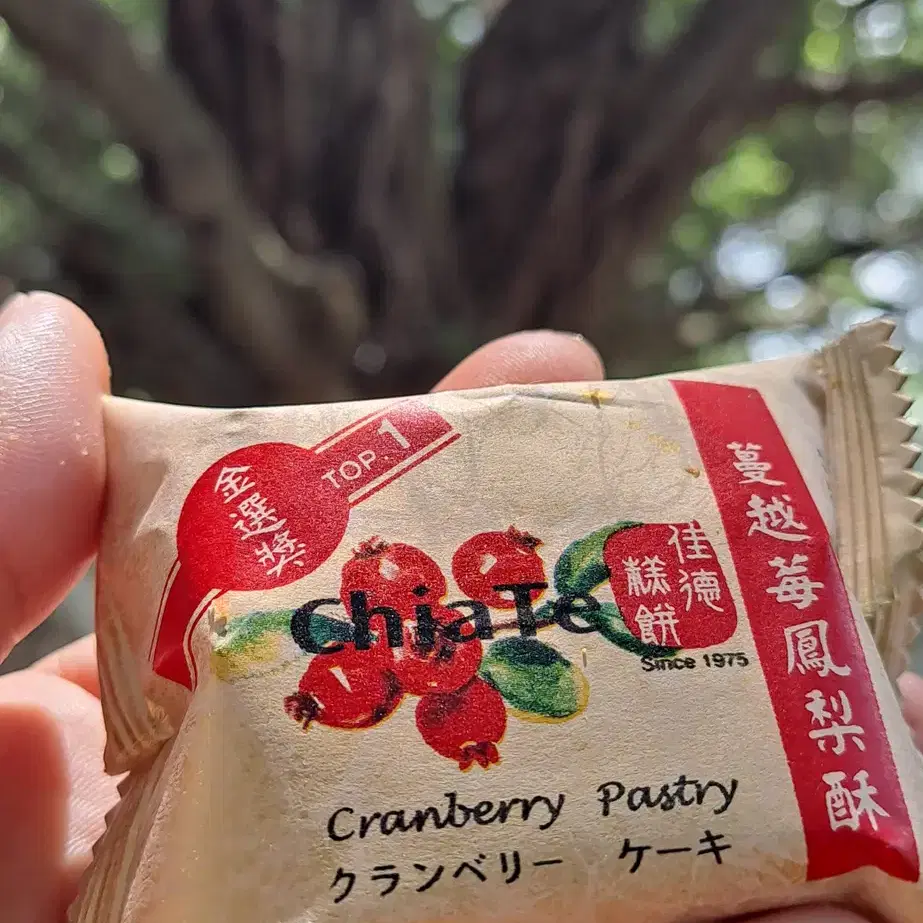 金選獎
TOP.1
ChiaTe
佳德
糕餅
Since 1975
蔓越莓鳳梨酥
Cranberry Pastry
クランベリー ケーキ